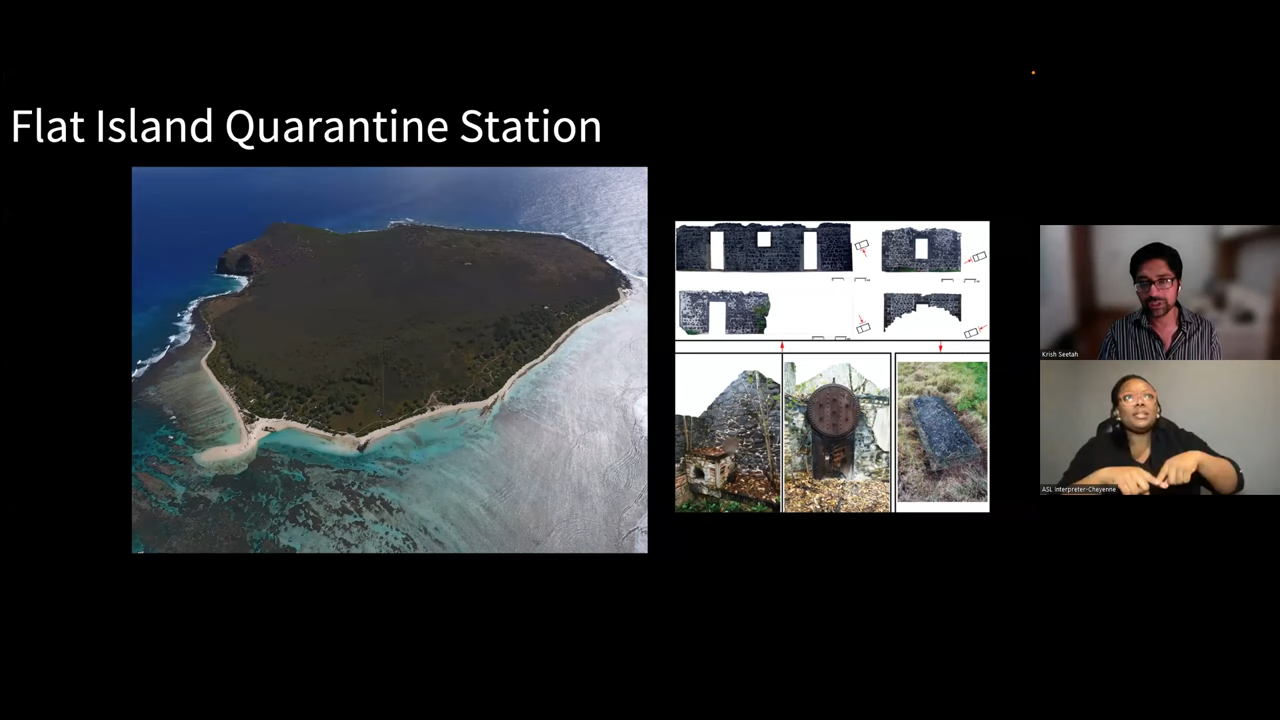 Flat Island Quarantine Station
Krish Seetah
ASL Interpreter-Cheyenne